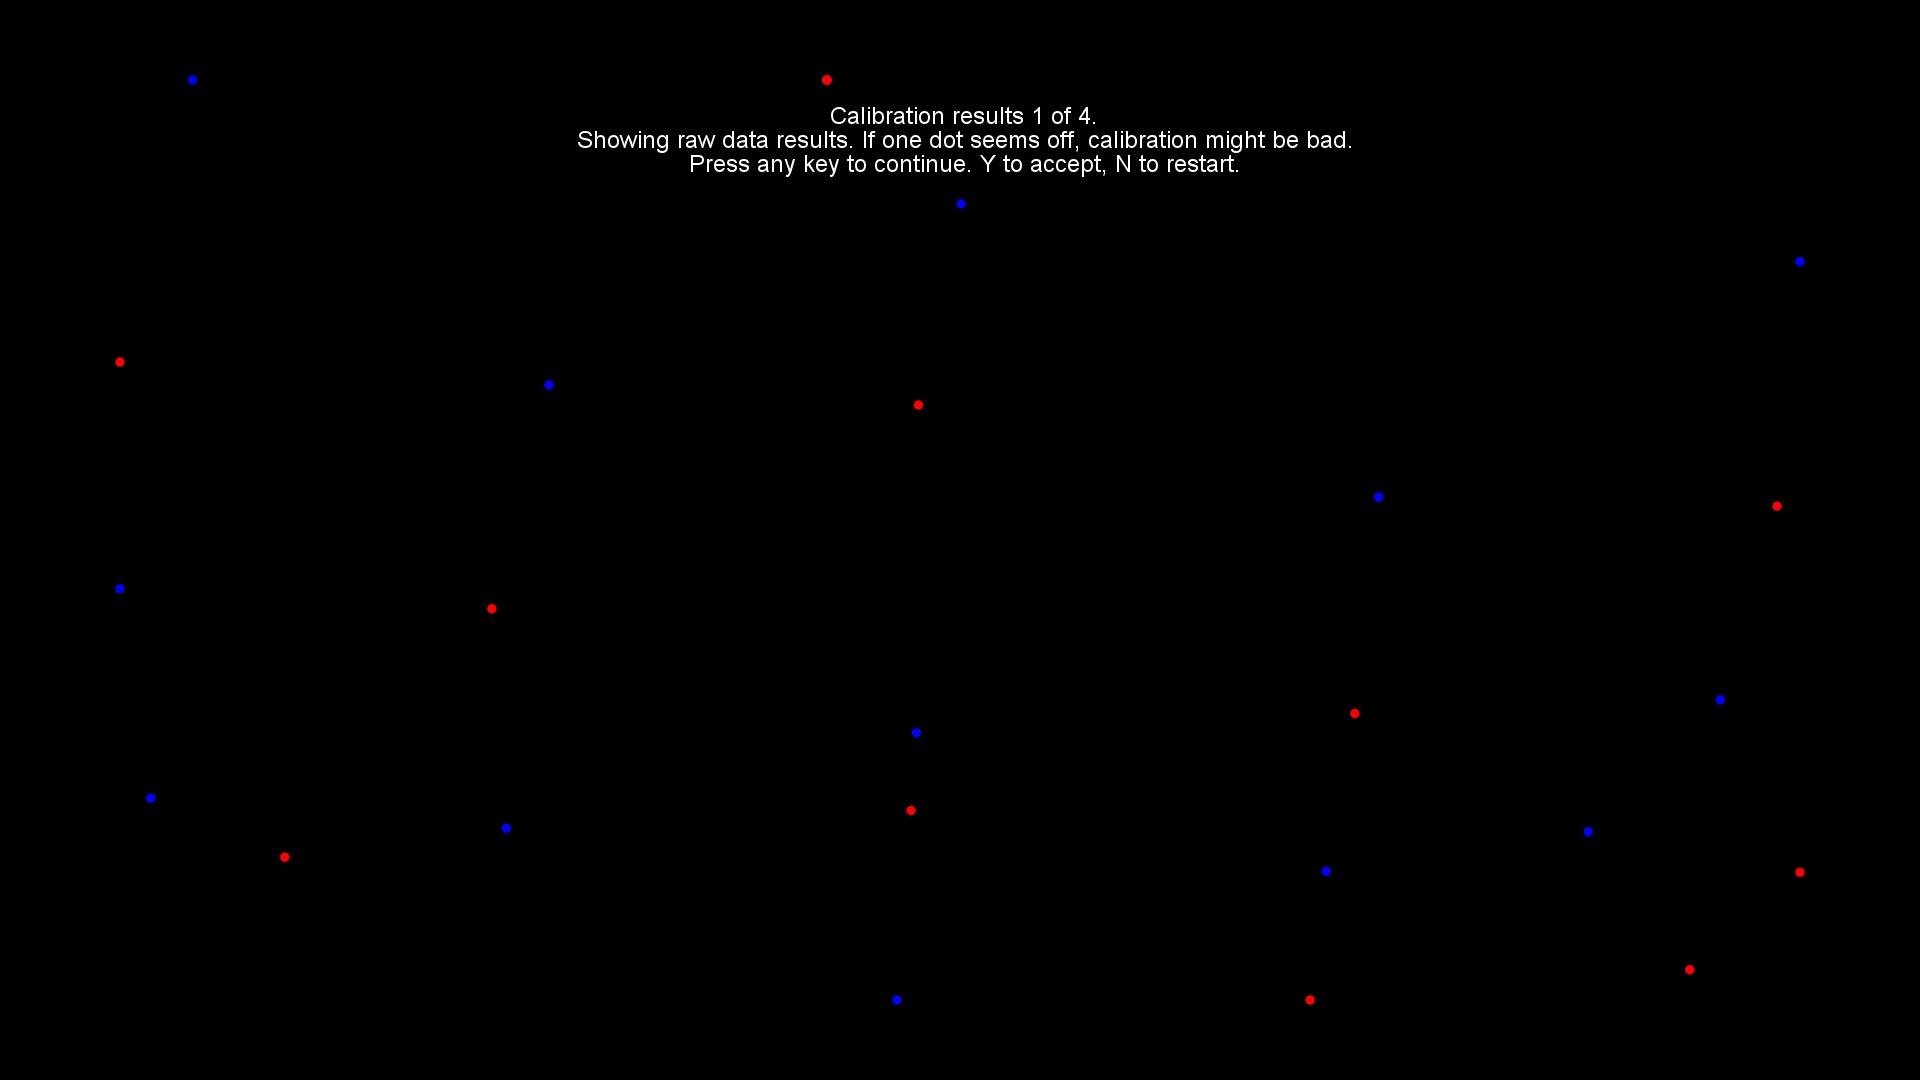 Calibration results 1 of 4.
Showing raw data results. If one dot seems off, calibration might be bad.
Press any key to continue. Y to accept, N to restart.